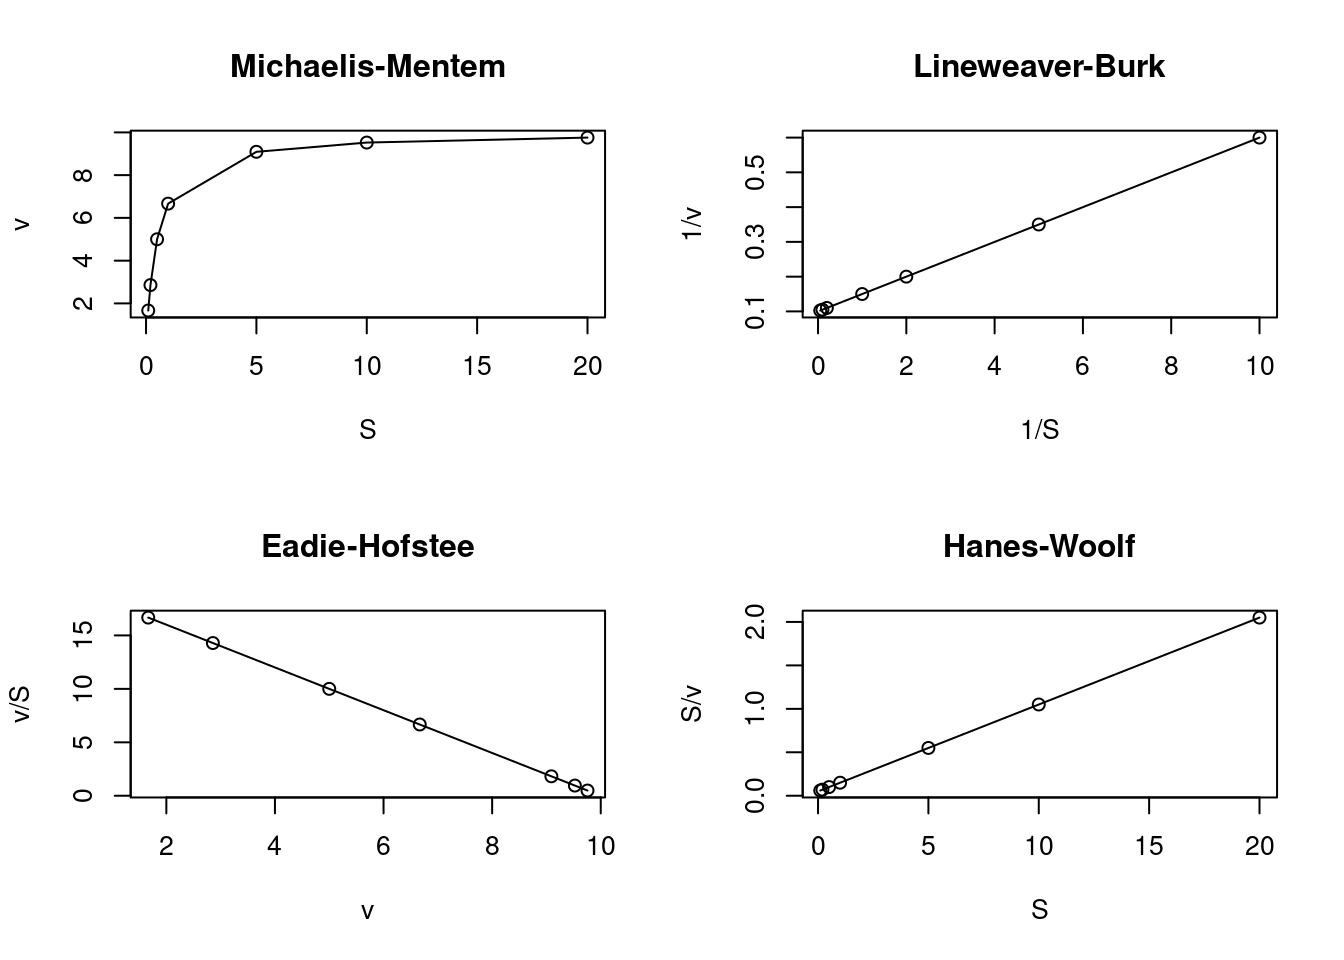 Michaelis-Mentem
v
2 4 6 8
0 5 10 15 20
S
Lineweaver-Burk
1/v
0.1 0.3 0.5
0 2 4 6 8 10
1/S
Eadie-Hofstee
v/S
0 5 10 15
2 4 6 8 10
v
Hanes-Woolf
S/v
0.0 1.0 2.0
0 5 10 15 20
S